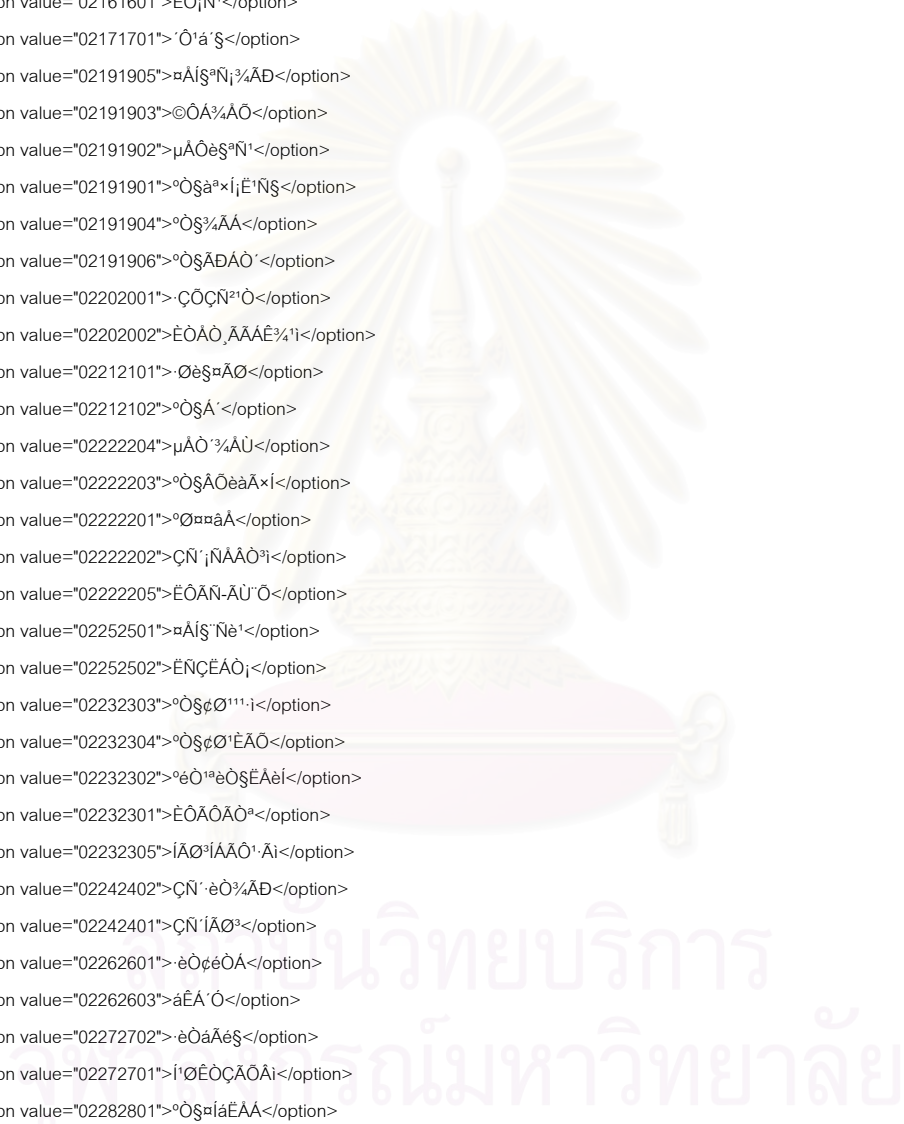 on value="02161601">ÈÒ¡Ñ¹</option>
on value="02171701">´Ô¹á´§</option>
on value="02191905">¤ÅÍ§ªÑ¡¾ÃÐ</option>
on value="02191903">©ÔÁ¾ÅÕ</option>
on value="02191902">µÅÔè§ªÑ¹</option>
on value="02191901">ºÒ§àª×Í¡Ë¹Ñ§</option>
on value="02191904">ºÒ§¾ÃÁ</option>
on value="02191906">ºÒ§ÃÐÁÒ´</option>
on value="02202001">·ÇÕÇÑ²¹Ò</option>
on value="02202002">ÈÒÅÒ¸ÃÃÁÊ¾¹ì</option>
on value="02212101">·Øè§¤ÃØ</option>
on value="02212102">ºÒ§Á´</option>
on value="02222204">µÅÒ´¾ÅÙ</option>
on value="02222203">ºÒ§ÂÕèàÃ×Í</option>
on value="02222201">ºØ¤¤âÅ</option>
on value="02222202">ÇÑ´¡ÑÅÂÒ³ì</option>
on value="02222205">ËÔÃÑ-ÃÙ¨Õ</option>
on value="02252501">¤ÅÍ§¨Ñè¹</option>
on value="02252502">ËÑÇËÁÒ¡</option>
on value="02232303">ºÒ§¢Ø¹¹¹·ì</option>
on value="02232304">ºÒ§¢Ø¹ÈÃÕ</option>
on value="02232302">ºéÒ¹ªèÒ§ËÅèÍ</option>
on value="02232301">ÈÔÃÔÃÒª</option>
on value="02232305">ÍÃØ³ÍÁÃÔ¹·Ãì</option>
on value="02242402">ÇÑ´·èÒ¾ÃÐ</option>
on value="02242401">ÇÑ´ÍÃØ³</option>
on value="02262601">·èÒ¢éÒÁ</option>
on value="02262603">áÊÁ´Ó</option>
on value="02272702">·èÒáÃé§</option>
on value="02272701">Í¹ØÊÒÇÃÕÂì</option>
on value="02282801">ºÒ§¤ÍáËÅÁ</option>
สถาบันวิทยบริการ
จุฬาลงกรณ์มหาวิทยาลัย